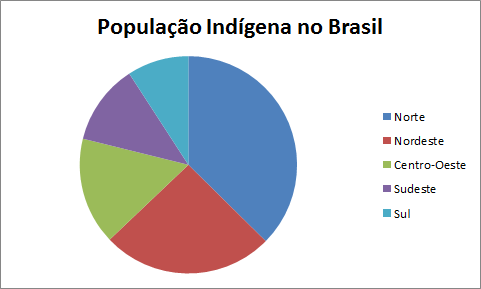 População Indígena no Brasil
Norte
Nordeste
Centro-Oeste
Sudeste
Sul